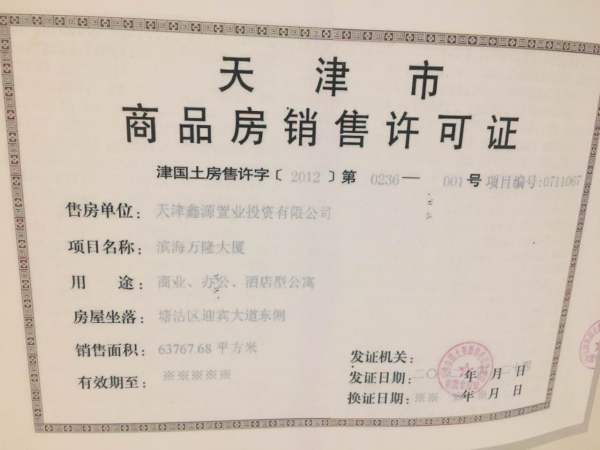 天津市
商品房销售许可证
津国土房售许字〔2012〕第 0236—001号 项目编号:0711067
售房单位: 天津鑫源置业投资有限公司
项目名称: 滨海万隆大厦
用途: 商业、办公、酒店型公寓
房屋坐落: 塘沽区迎宾大道东侧
销售面积: 63767.68 平方米
有效期至: ※※※※※
发证机关:
发证日期: 二〇 年 月 日
换证日期: ※※ ※※年※月 日